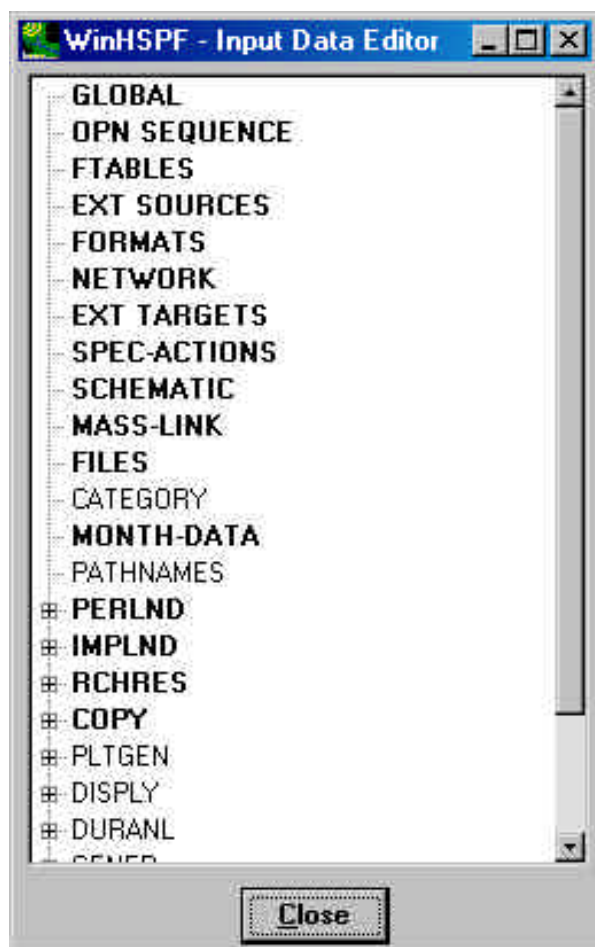 WinHSPF - Input Data Editor
GLOBAL
OPN SEQUENCE
FTABLES
EXT SOURCES
FORMATS
NETWORK
EXT TARGETS
SPEC-ACTIONS
SCHEMATIC
MASS-LINK
FILES
CATEGORY
MONTH-DATA
PATHNAMES
PERLND
IMPLND
RCHRES
COPY
PLTGEN
DISPLY
DURANL
Close